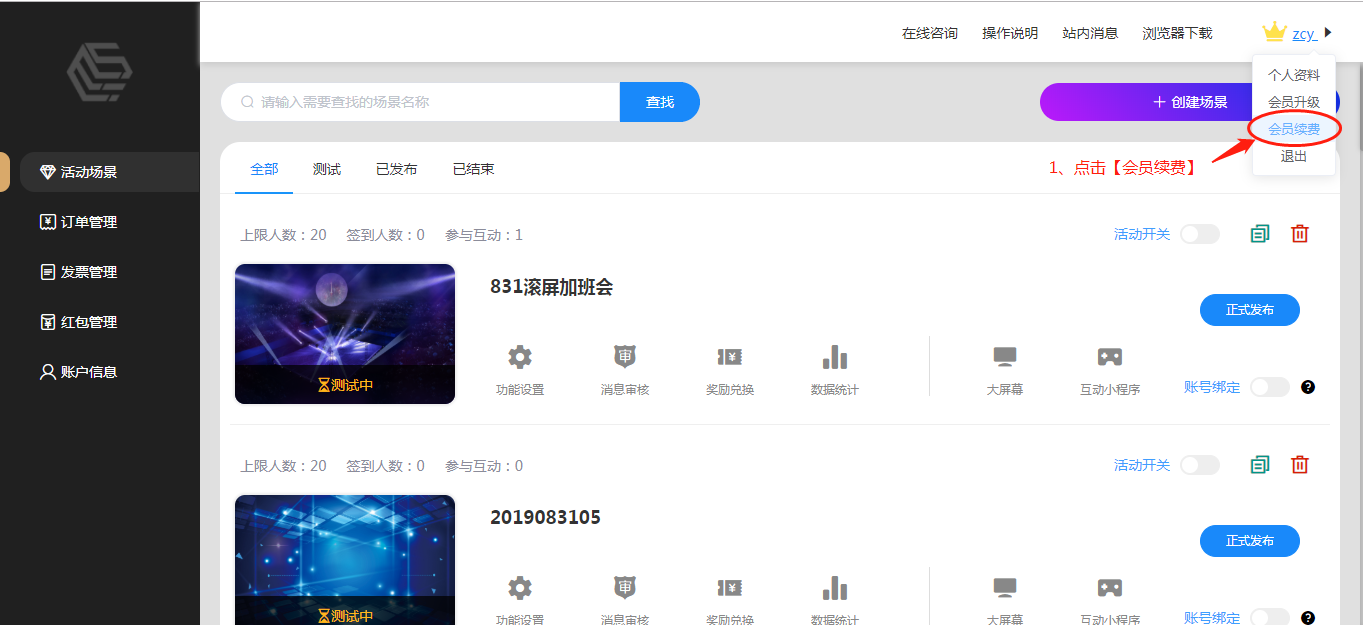 在线咨询 操作说明 站内消息 浏览器下载 zcy
个人资料
会员升级
会员续费
退出
请输入需要查找的场景名称 查找
创建场景
1、点击【会员续费】
活动场景
订单管理
发票管理
红包管理
账户信息
全部 测试 已发布 已结束
上限人数：20 签到人数：0 参与互动：1 活动开关
831滚屏加班会
正式发布
测试中
审
功能设置 消息审核 奖励兑换 数据统计 大屏幕 互动小程序 账号绑定 ?
上限人数：20 签到人数：0 参与互动：0 活动开关
2019083105
正式发布
测试中
审
功能设置 消息审核 奖励兑换 数据统计 大屏幕 互动小程序 账号绑定 ?